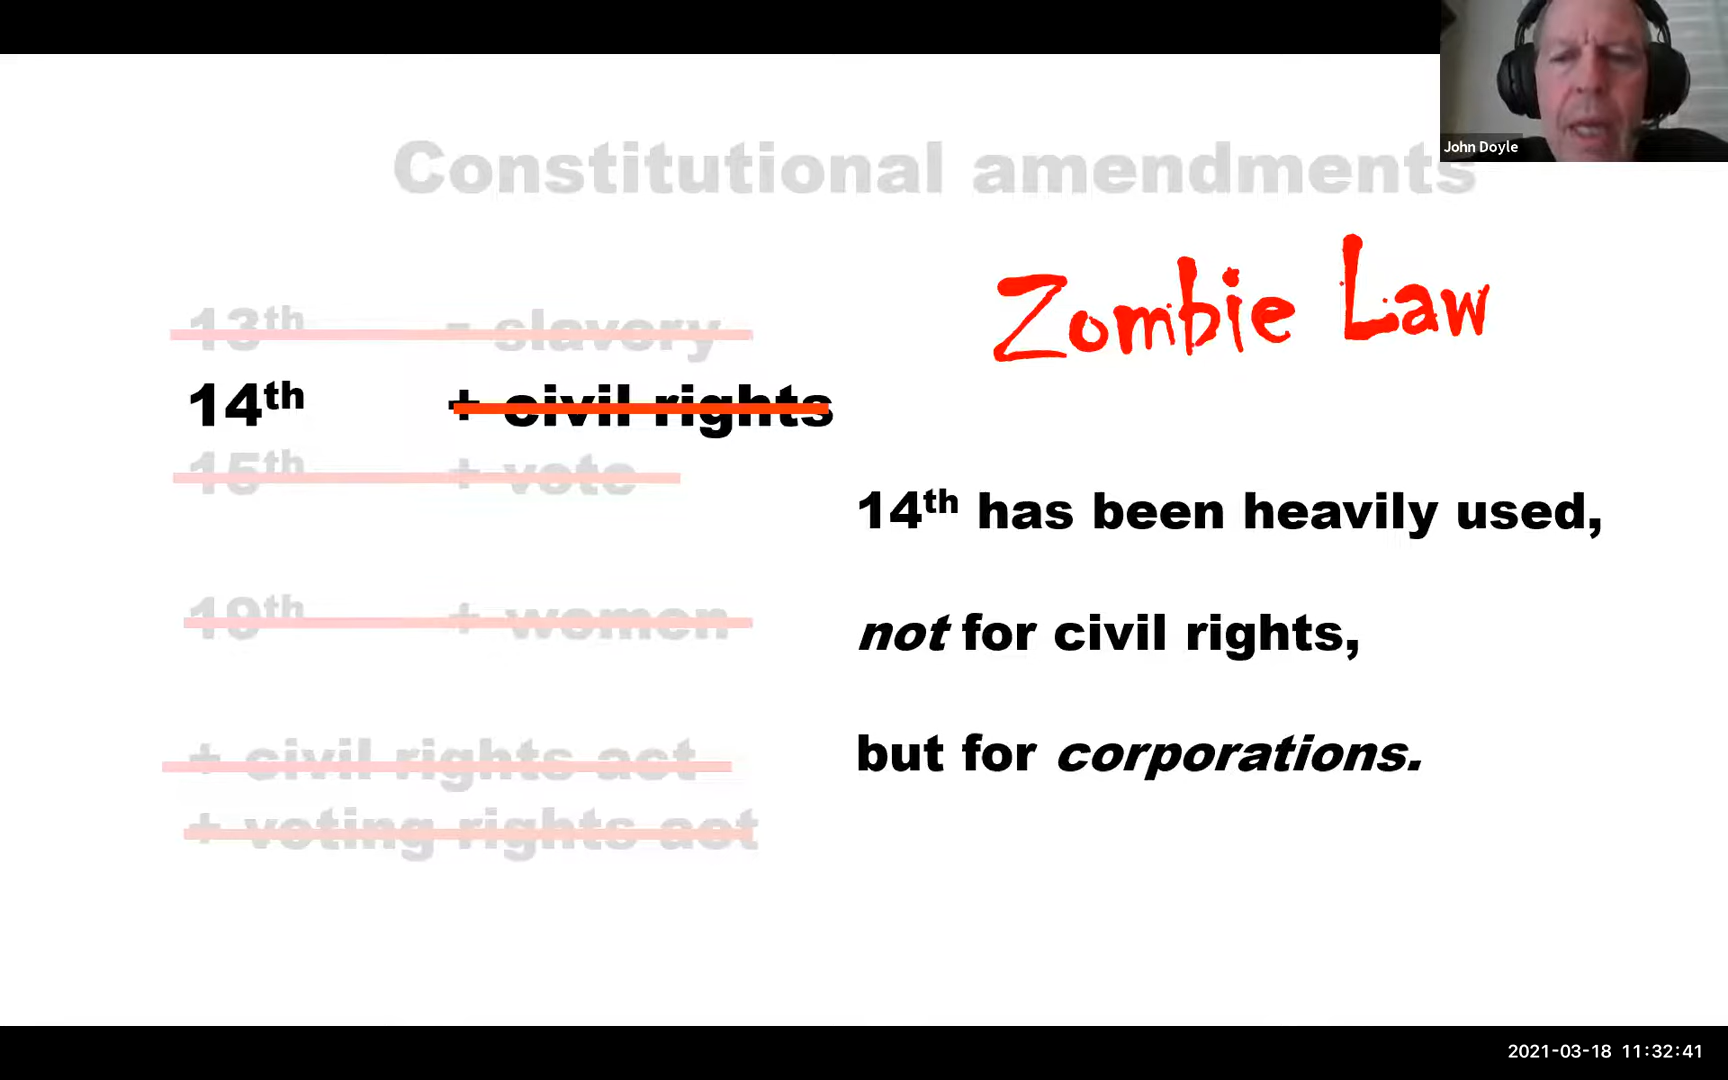 John Doyle
Constitutional amendments
Zombie Law
13th - slavery
14th + civil rights
15th + vote
14th has been heavily used,
19th + women
not for civil rights,
but for corporations.
+ civil rights act
+ voting rights act
2021-03-18 11:32:41